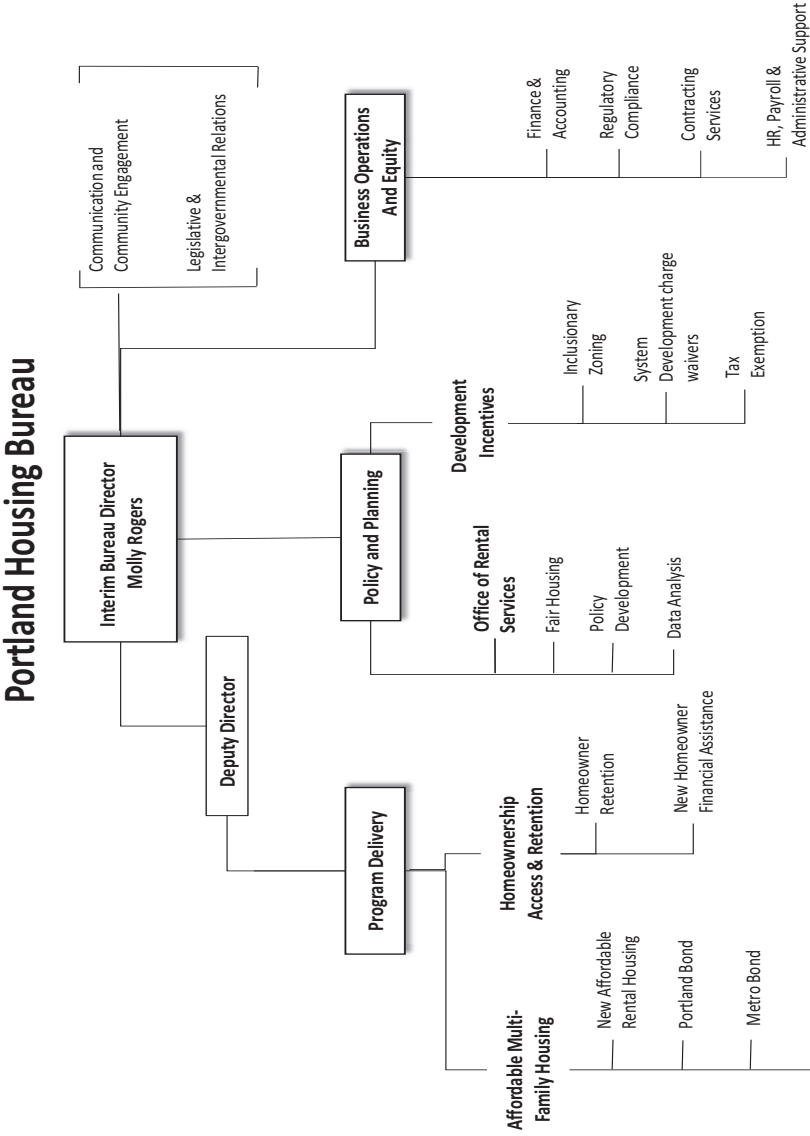 Portland Housing Bureau
Interim Bureau Director
Molly Rogers
Communication and
Community Engagement
Legislative &
Intergovernmental Relations
Deputy Director
Program Delivery
Policy and Planning
Business Operations
And Equity
Affordable Multi-
Family Housing
New Affordable
Rental Housing
Portland Bond
Metro Bond
Homeownership
Access & Retention
Homeowner
Retention
New Homeowner
Financial Assistance
Office of Rental
Services
Fair Housing
Policy
Development
Data Analysis
Development
Incentives
Inclusionary
Zoning
System
Development charge
waivers
Tax
Exemption
Finance &
Accounting
Regulatory
Compliance
Contracting
Services
HR, Payroll &
Administrative Support